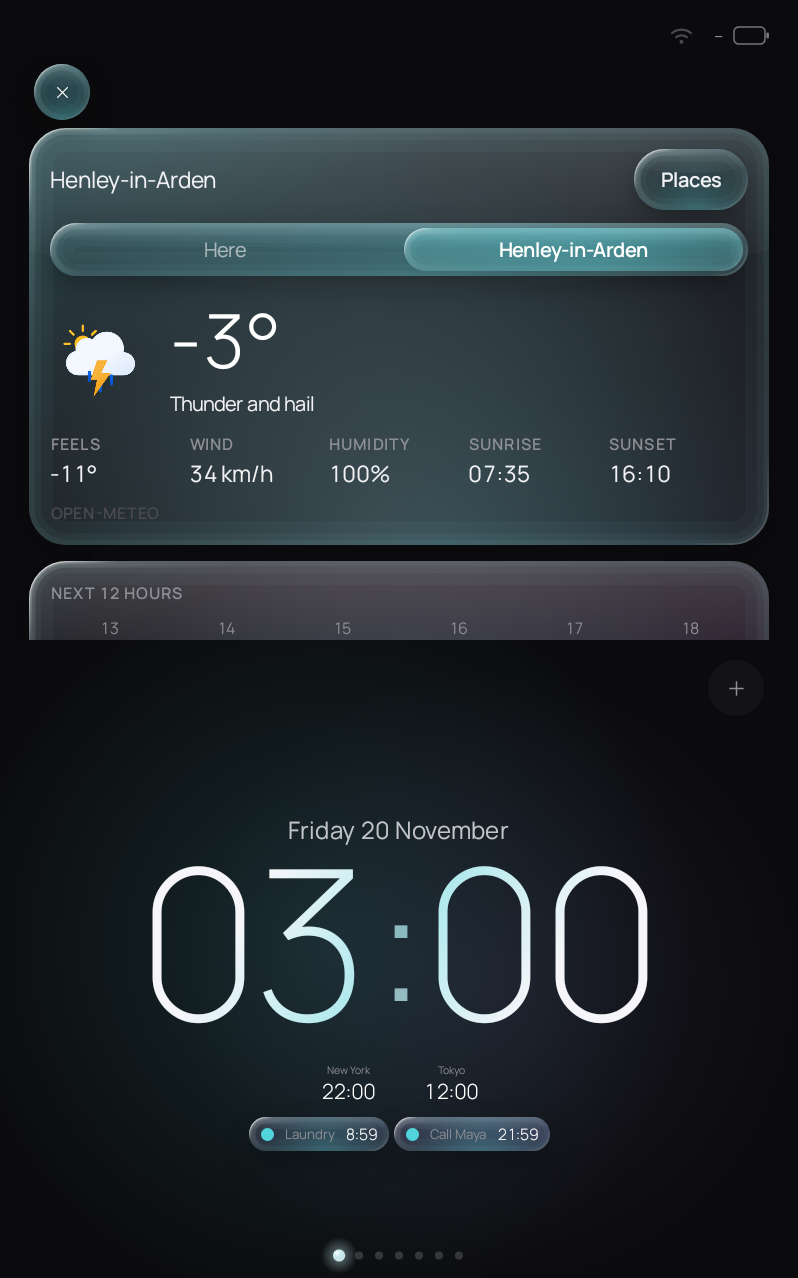 Henley-in-Arden
Places
Here
Henley-in-Arden
-3°
Thunder and hail
FEELS WIND HUMIDITY SUNRISE SUNSET
-11° 34 km/h 100% 07:35 16:10
OPEN-METEO
NEXT 12 HOURS
13 14 15 16 17 18
Friday 20 November
03:00
New York Tokyo
22:00 12:00
Laundry 8:59 Call Maya 21:59